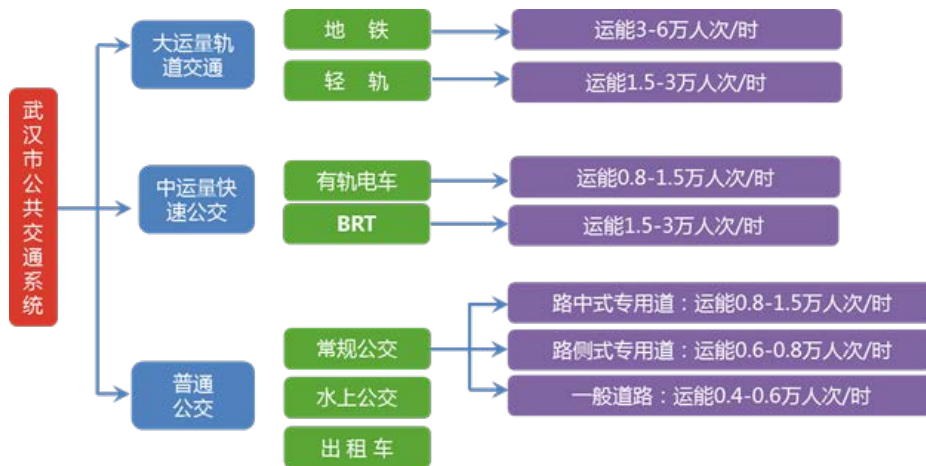 武汉市公共交通系统
大运量轨
道交通
地 铁
运能3-6万人次/时
轻 轨
运能1.5-3万人次/时
中运量快
速公交
有轨电车
运能0.8-1.5万人次/时
BRT
运能1.5-3万人次/时
普通
公交
常规公交
路中式专用道：运能0.8-1.5万人次/时
路侧式专用道：运能0.6-0.8万人次/时
一般道路：运能0.4-0.6万人次/时
水上公交
出 租 车